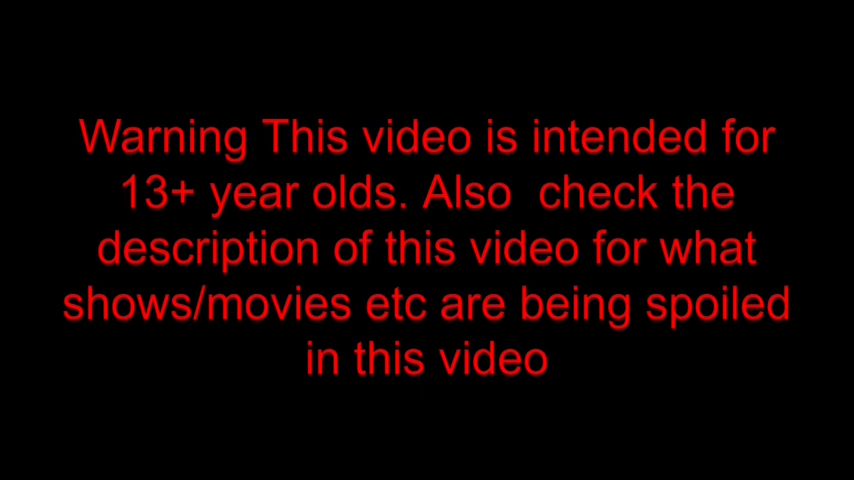 Warning This video is intended for
13+ year olds. Also  check the
description of this video for what
shows/movies etc are being spoiled
in this video